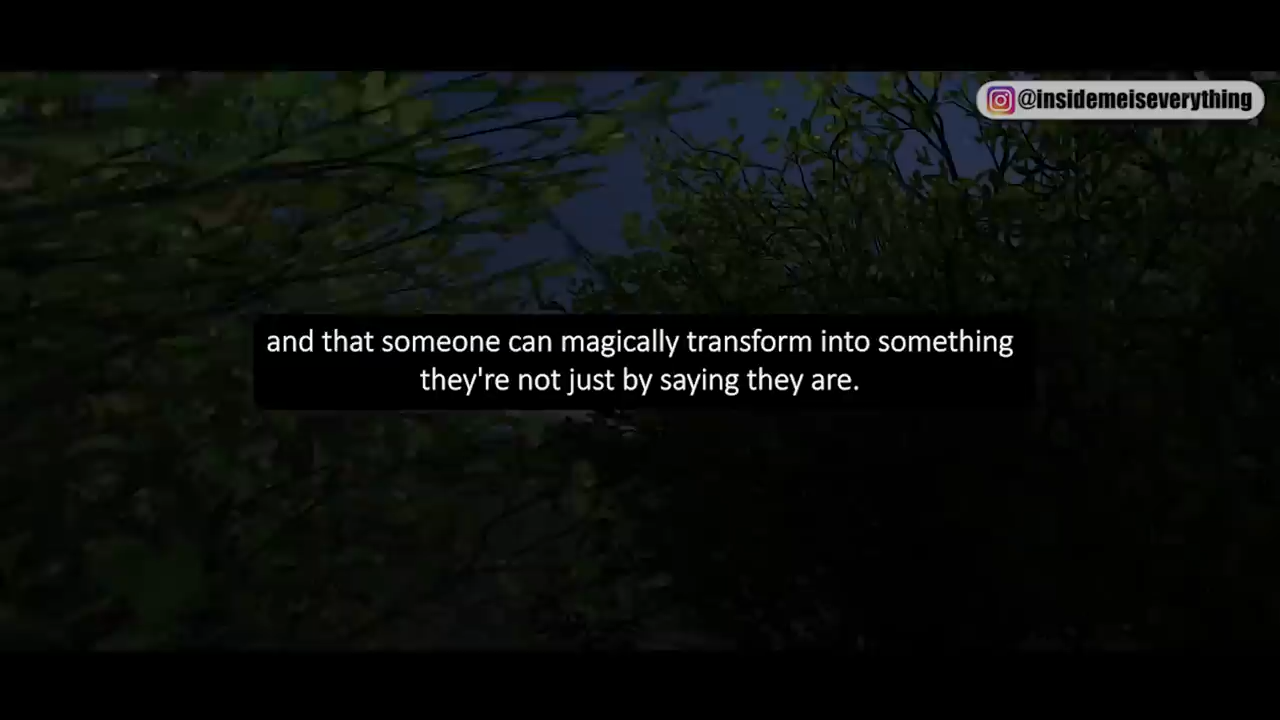 @insidemeiseverything
and that someone can magically transform into something
they're not just by saying they are.